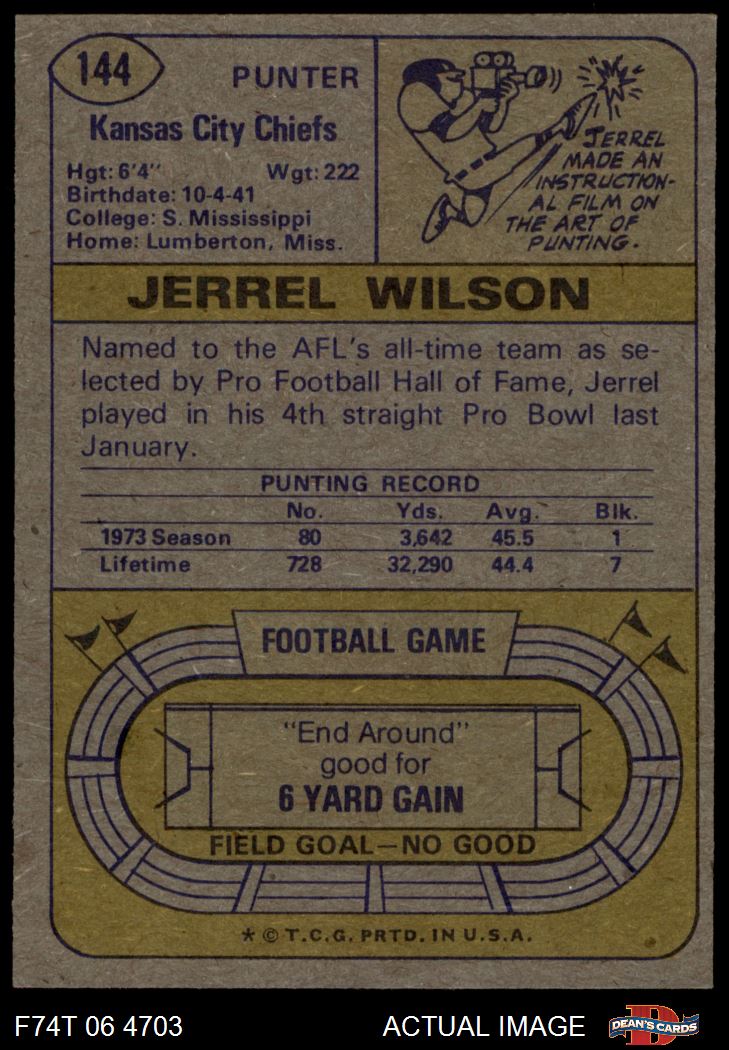 144
PUNTER
Kansas City Chiefs
Hgt: 6'4" Wgt: 222
Birthdate: 10-4-41
College: S. Mississippi
Home: Lumberton, Miss.
JERREL
MADE AN
INSTRUCTION-
AL FILM ON
THE ART OF
PUNTING.
JERREL WILSON
Named to the AFL's all-time team as se-
lected by Pro Football Hall of Fame, Jerrel
played in his 4th straight Pro Bowl last
January.
PUNTING RECORD
No. Yds. Avg. Blk.
1973 Season 80 3,642 45.5 1
Lifetime 728 32,290 44.4 7
FOOTBALL GAME
"End Around"
good for
6 YARD GAIN
FIELD GOAL—NO GOOD
* © T.C.G. PRTD. IN U.S.A.
F74T 06 4703 ACTUAL IMAGE DEAN'S CARDS